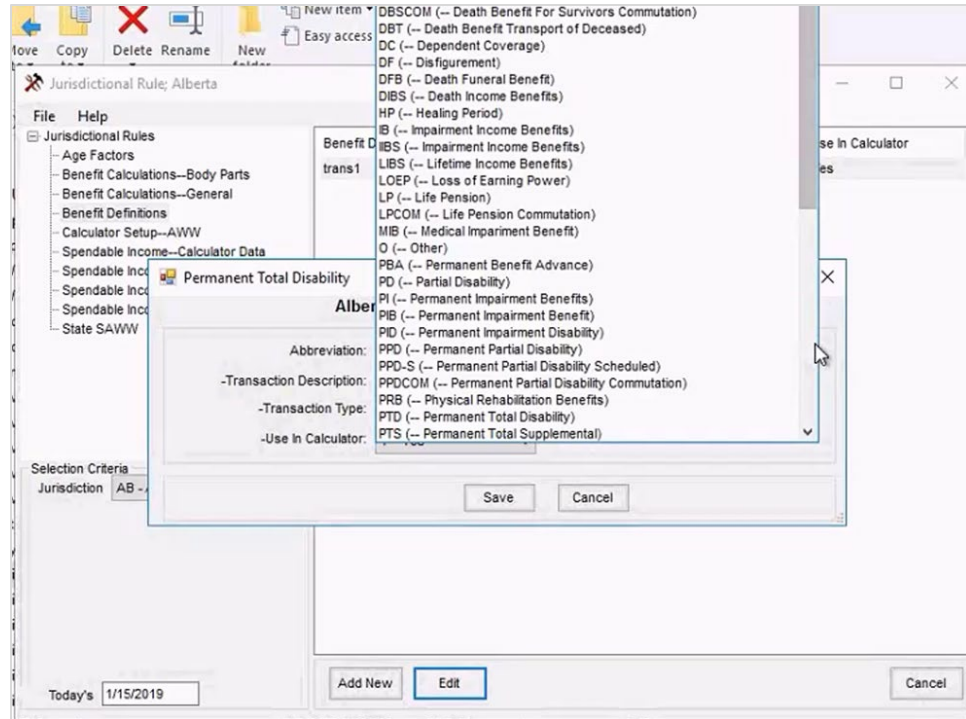 New item
Easy access
Copy
Delete
Rename
New
Jurisdictional Rule; Alberta
File Help
Jurisdictional Rules
Age Factors
Benefit Calculations--Body Parts
Benefit Calculations--General
Benefit Definitions
Calculator Setup--AWW
Spendable Income--Calculator Data
Spendable Inco
Spendable Inco
Spendable Inco
State SAWW
Benefit D
se In Calculator
trans1
es
DBSCOM (-- Death Benefit For Survivors Commutation)
DBT (-- Death Benefit Transport of Deceased)
DC (-- Dependent Coverage)
DF (-- Disfigurement)
DFB (-- Death Funeral Benefit)
DIBS (-- Death Income Benefits)
HP (-- Healing Period)
IB (-- Impairment Income Benefits)
IIBS (-- Impairment Income Benefits)
LIBS (-- Lifetime Income Benefits)
LOEP (-- Loss of Earning Power)
LP (-- Life Pension)
LPCOM (-- Life Pension Commutation)
MIB (-- Medical Impariment Benefit)
O (-- Other)
PBA (-- Permanent Benefit Advance)
PD (-- Partial Disability)
PI (-- Permanent Impairment Benefits)
PIB (-- Permanent Impairment Benefit)
PID (-- Permanent Impairment Disability)
PPD (-- Permanent Partial Disability)
PPD-S (-- Permanent Partial Disability Scheduled)
PPDCOM (-- Permanent Partial Disability Commutation)
PRB (-- Physical Rehabilitation Benefits)
PTD (-- Permanent Total Disability)
PTS (-- Permanent Total Supplemental)
Permanent Total Disability
Alber
Abbreviation:
-Transaction Description:
-Transaction Type:
-Use In Calculator:
Save Cancel
Selection Criteria
Jurisdiction AB -
Today's 1/15/2019
Add New Edit Cancel